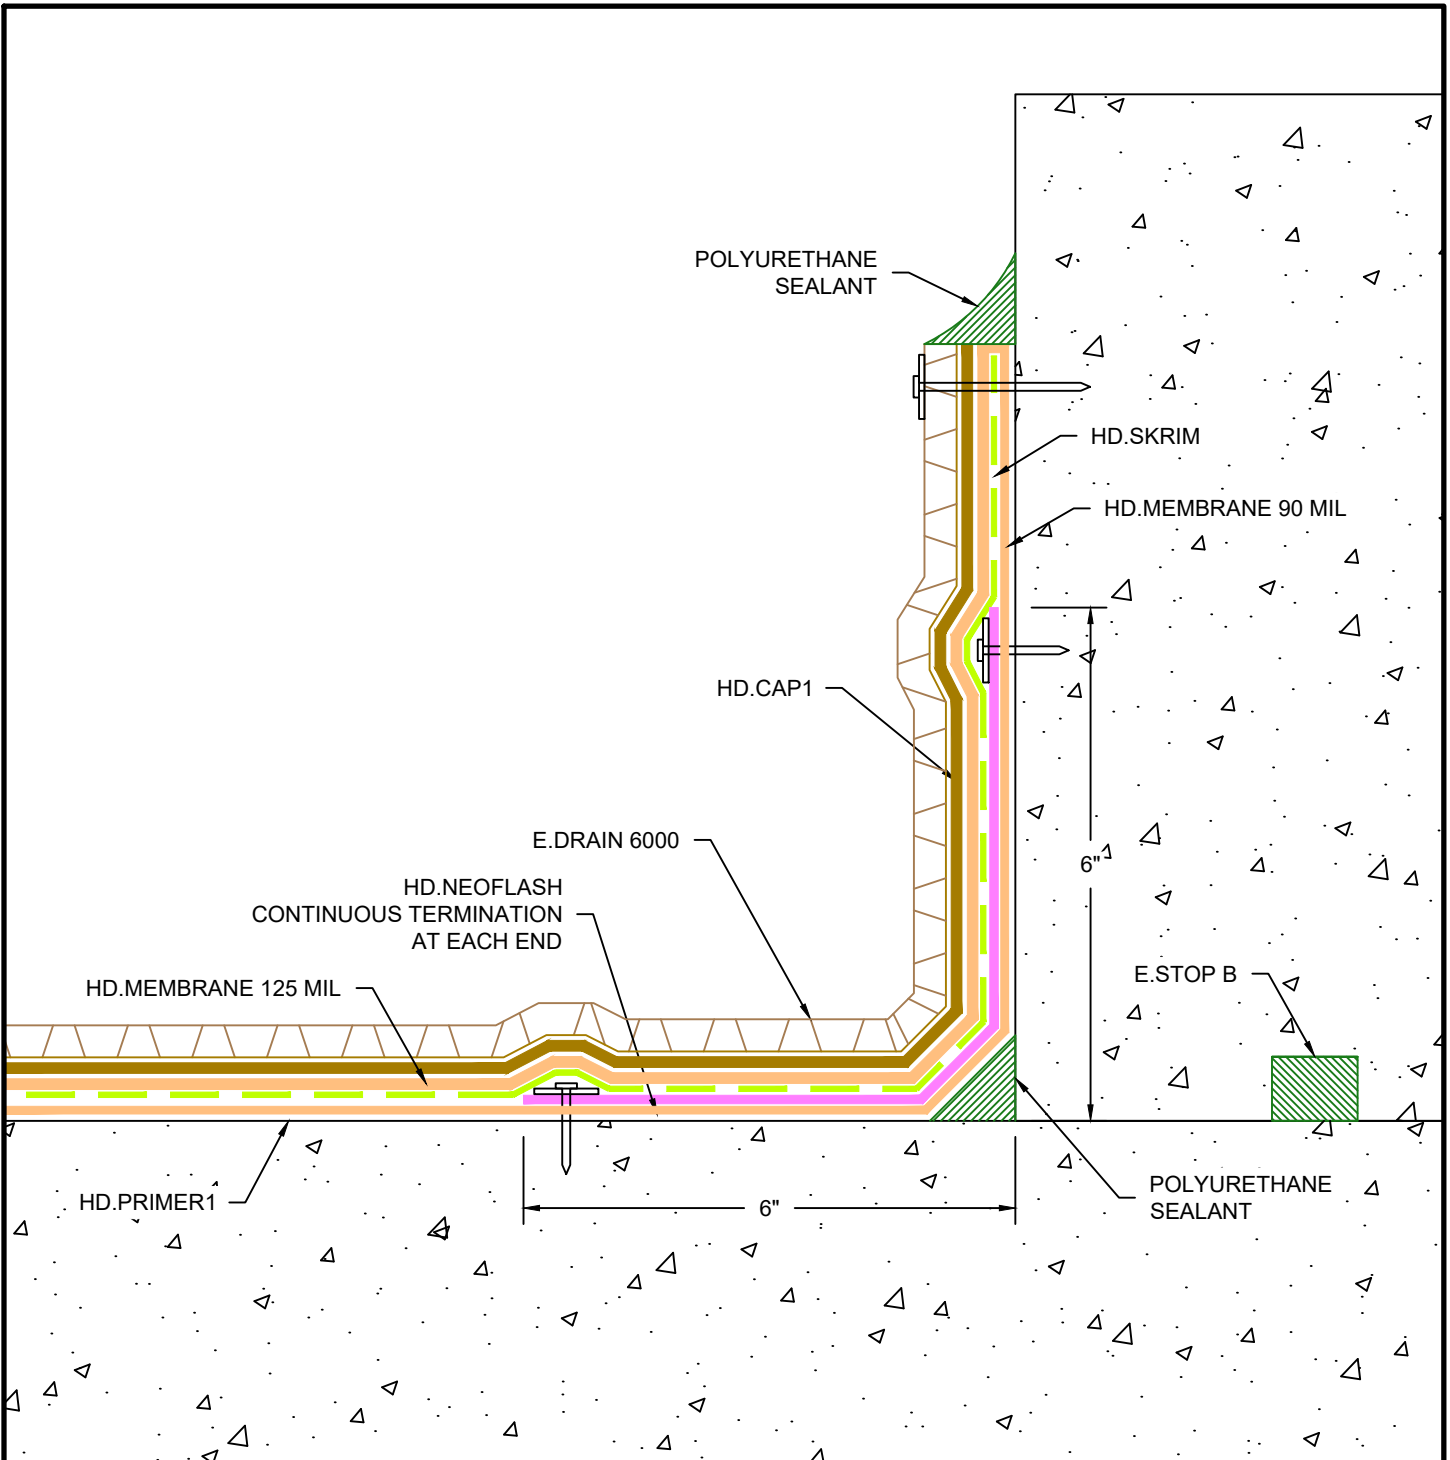 POLYURETHANE
SEALANT
HD.SKRIM
HD.MEMBRANE 90 MIL
HD.CAP1
E.DRAIN 6000
6"
HD.NEOFLASH
CONTINUOUS TERMINATION
AT EACH END
HD.MEMBRANE 125 MIL
E.STOP B
HD.PRIMER1
6"
POLYURETHANE
SEALANT